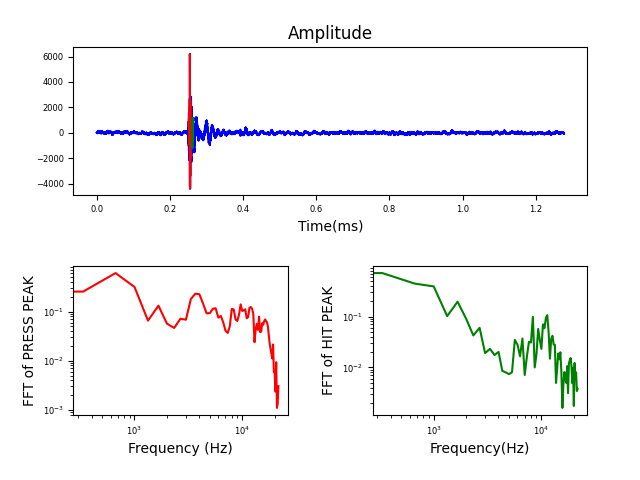 Amplitude
6000
4000
2000
0
−2000
−4000
0.0 0.2 0.4 0.6 0.8 1.0 1.2
Time(ms)
FFT of PRESS PEAK
10⁻¹
10⁻²
10⁻³
10³ 10⁴
Frequency (Hz)
FFT of HIT PEAK
10⁻¹
10⁻²
10³ 10⁴
Frequency(Hz)